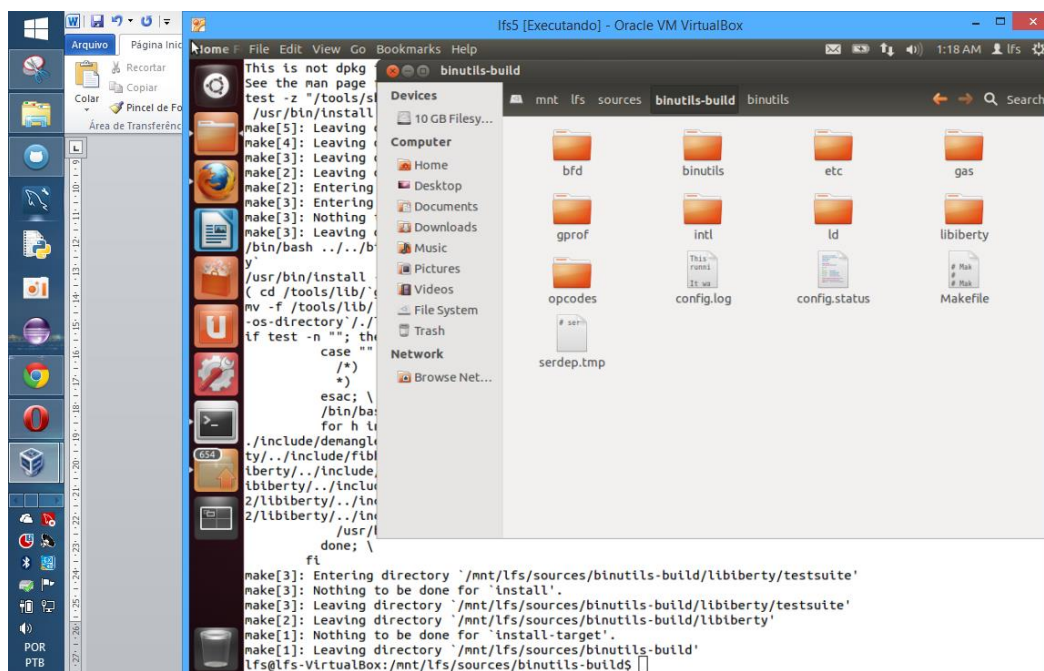 lfs5 [Executando] - Oracle VM VirtualBox
Arquivo
Página Inic
Recortar
Copiar
Colar
Pincel de Fo
Área de Transferênc
Home F File Edit View Go Bookmarks Help
1:18 AM lfs
binutils-build
Devices
10 GB Filesy...
Computer
Home
Desktop
Documents
Downloads
Music
Pictures
Videos
File System
Trash
Network
Browse Net...
mnt lfs sources binutils-build binutils
Search
bfd binutils etc gas
gprof intl ld libiberty
opcodes config.log config.status Makefile
serdep.tmp
This is not dpkg
See the man page
test -z "/tools/s
/usr/bin/install
make[5]: Leaving
make[4]: Leaving
make[3]: Leaving
make[2]: Leaving
make[2]: Entering
make[3]: Entering
make[3]: Nothing
make[3]: Leaving
/bin/bash ../../b
y`
/usr/bin/install
( cd /tools/lib/`
mv -f /tools/lib/
-os-directory`/./
if test -n ""; the
case ""
/*)
*)
esac; \
/bin/bas
for h in
./include/demangle
ty/../include/fib
iberty/../include/
ibiberty/../inclu
2/libiberty/../in
2/libiberty/../in
/usr/
done; \
fi
make[3]: Entering directory `/mnt/lfs/sources/binutils-build/libiberty/testsuite'
make[3]: Nothing to be done for `install'.
make[3]: Leaving directory `/mnt/lfs/sources/binutils-build/libiberty/testsuite'
make[2]: Leaving directory `/mnt/lfs/sources/binutils-build/libiberty'
make[1]: Nothing to be done for `install-target'.
make[1]: Leaving directory `/mnt/lfs/sources/binutils-build'
lfs@lfs-VirtualBox:/mnt/lfs/sources/binutils-build$
654
POR
PTB